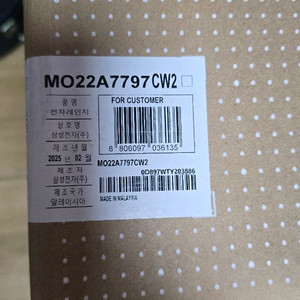 MO22A7797CW2□
품명
전자레인지
상호명
삼성전자(주)
제조년월
2025 년 02 월
제조자
삼성전자(주)
제조국가
말레이시아
FOR CUSTOMER
8 806097 036135
MO22A7797CW2
0D897WTY203886
MADE IN MALAYSIA